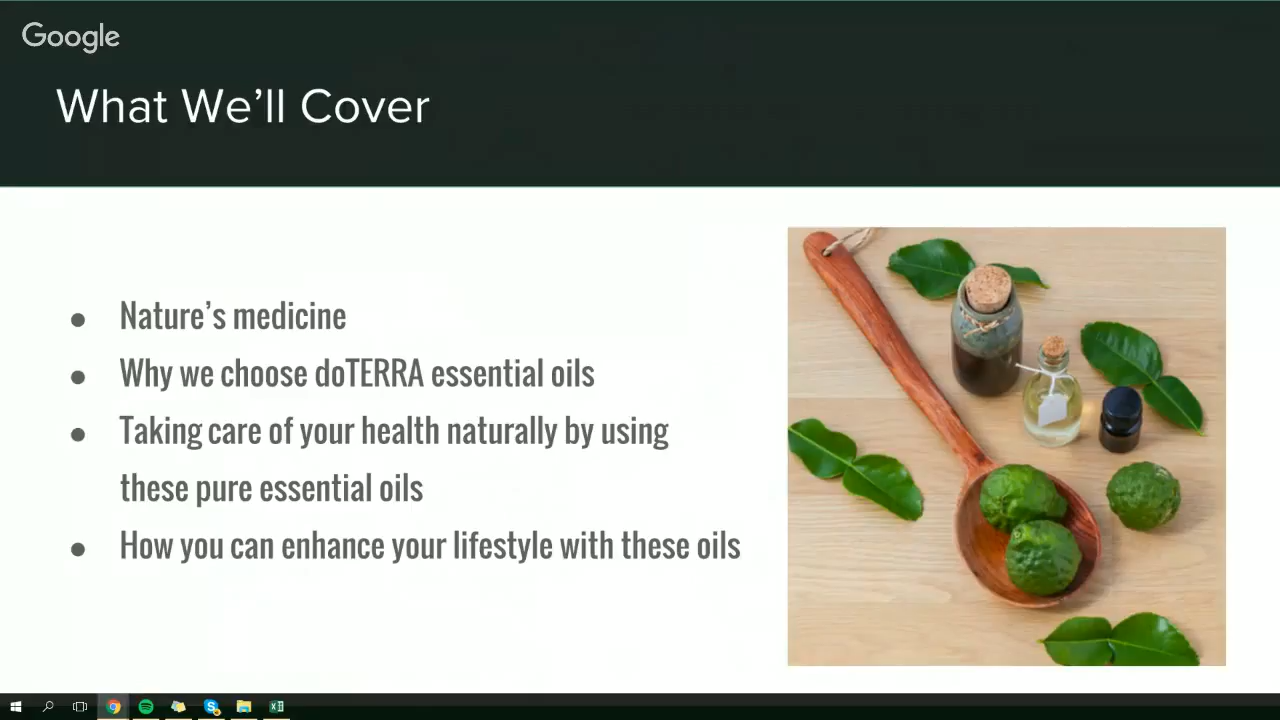 Google
What We’ll Cover
● Nature’s medicine
● Why we choose doTERRA essential oils
● Taking care of your health naturally by using
these pure essential oils
● How you can enhance your lifestyle with these oils